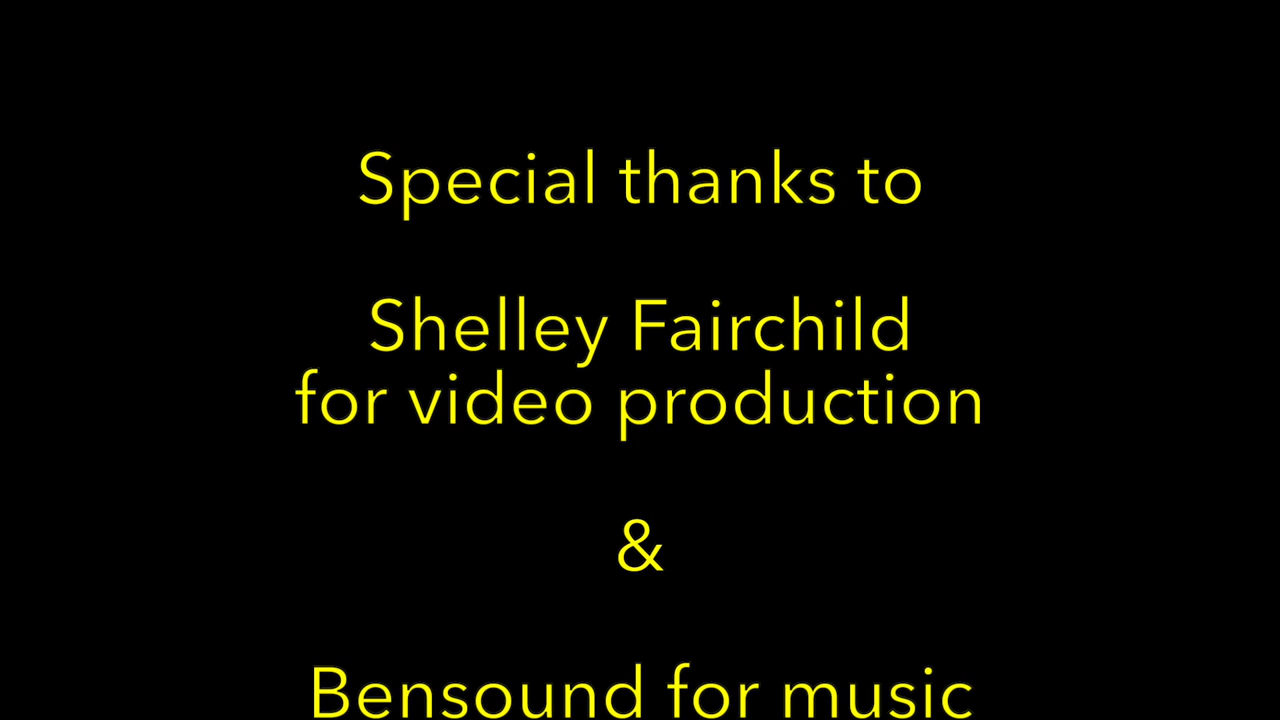 Special thanks to
Shelley Fairchild
for video production
&
Bensound for music